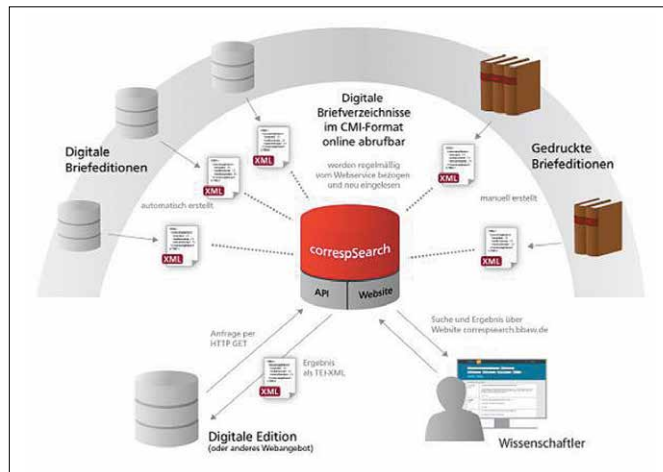 Digitale
Briefverzeichnisse
im CMI-Format
online abrufbar
Digitale
Briefeditionen
Gedruckte
Briefeditionen
werden regelmäßig
vom Webservice bezogen
und neu eingelesen
XML
XML
XML
XML
XML
automatisch erstellt
manuell erstellt
correspSearch
API
Website
Anfrage per
HTTP GET
Suche und Ergebnis über
Website correspsearch.bbaw.de
XML
Ergebnis
als TEI-XML
Digitale Edition
(oder anderes Webangebot)
Wissenschaftler